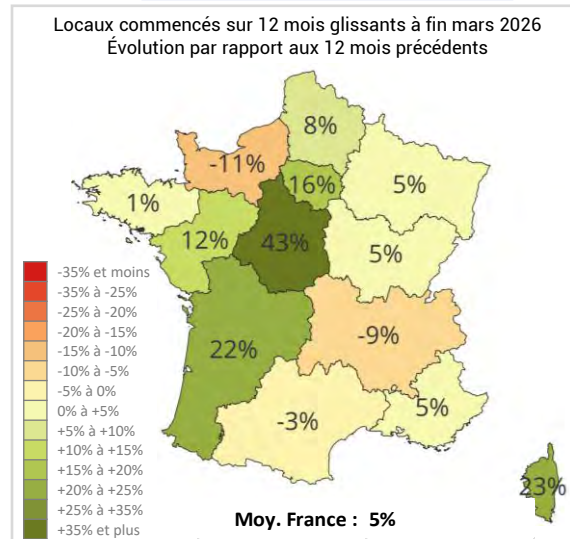 Locaux commencés sur 12 mois glissants à fin mars 2026
Évolution par rapport aux 12 mois précédents
8%
-11%
16%
5%
1%
12%
43%
5%
22%
-9%
-3%
5%
23%
-35% et moins
-35% à -25%
-25% à -20%
-20% à -15%
-15% à -10%
-10% à -5%
-5% à 0%
0% à +5%
+5% à +10%
+10% à +15%
+15% à +20%
+20% à +25%
+25% à +35%
+35% et plus
Moy. France : 5%